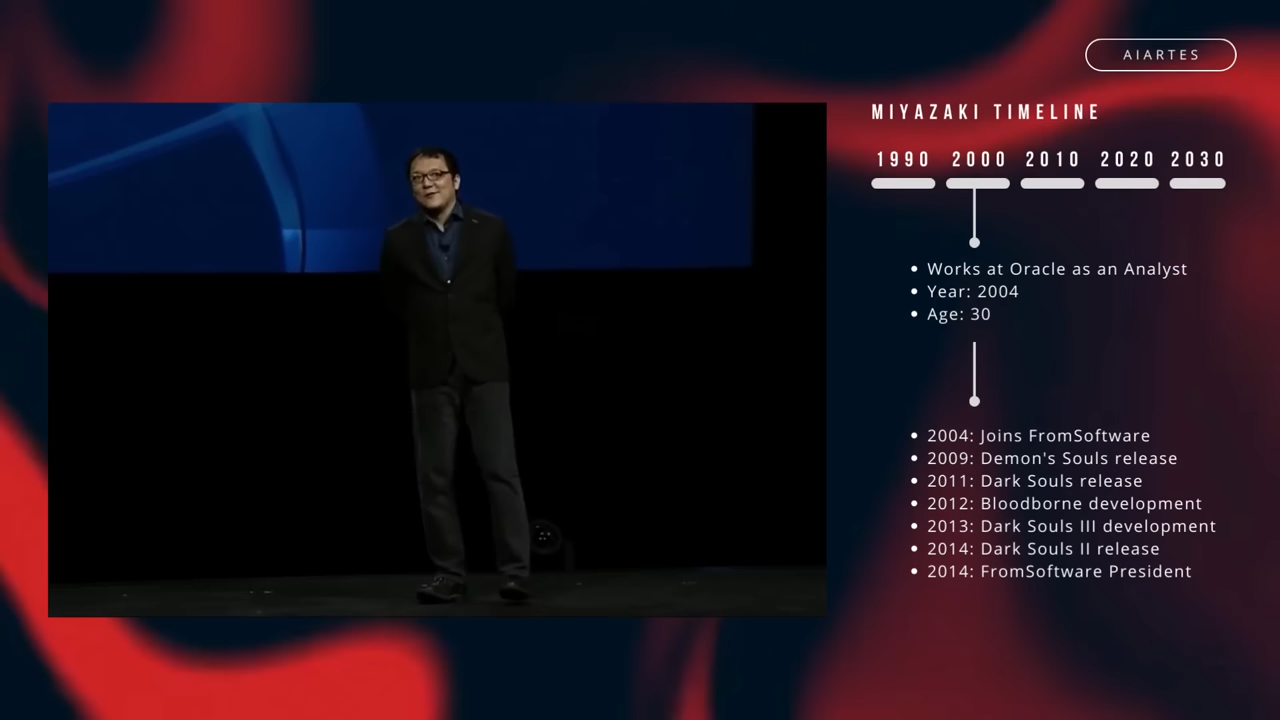 AIARTES
MIYAZAKI TIMELINE
1990 2000 2010 2020 2030
• Works at Oracle as an Analyst
• Year: 2004
• Age: 30
• 2004: Joins FromSoftware
• 2009: Demon's Souls release
• 2011: Dark Souls release
• 2012: Bloodborne development
• 2013: Dark Souls III development
• 2014: Dark Souls II release
• 2014: FromSoftware President